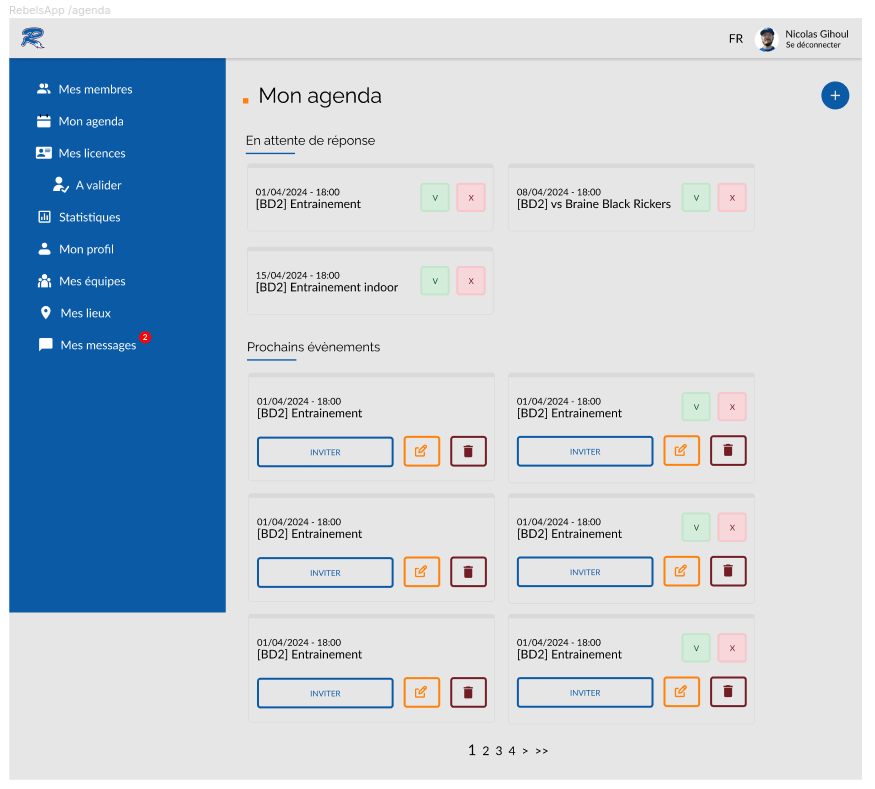 RebelsApp /agenda
R
FR
Nicolas Gihoul
Se déconnecter
Mes membres
Mon agenda
Mes licences
A valider
Statistiques
Mon profil
Mes équipes
Mes lieux
Mes messages 2
Mon agenda
+
En attente de réponse
01/04/2024 - 18:00
[BD2] Entrainement
V X
08/04/2024 - 18:00
[BD2] vs Braine Black Rickers
V X
15/04/2024 - 18:00
[BD2] Entrainement indoor
V X
Prochains évènements
01/04/2024 - 18:00
[BD2] Entrainement
INVITER
01/04/2024 - 18:00
[BD2] Entrainement
V X
INVITER
01/04/2024 - 18:00
[BD2] Entrainement
INVITER
01/04/2024 - 18:00
[BD2] Entrainement
V X
INVITER
01/04/2024 - 18:00
[BD2] Entrainement
INVITER
01/04/2024 - 18:00
[BD2] Entrainement
V X
INVITER
1 2 3 4 > >>